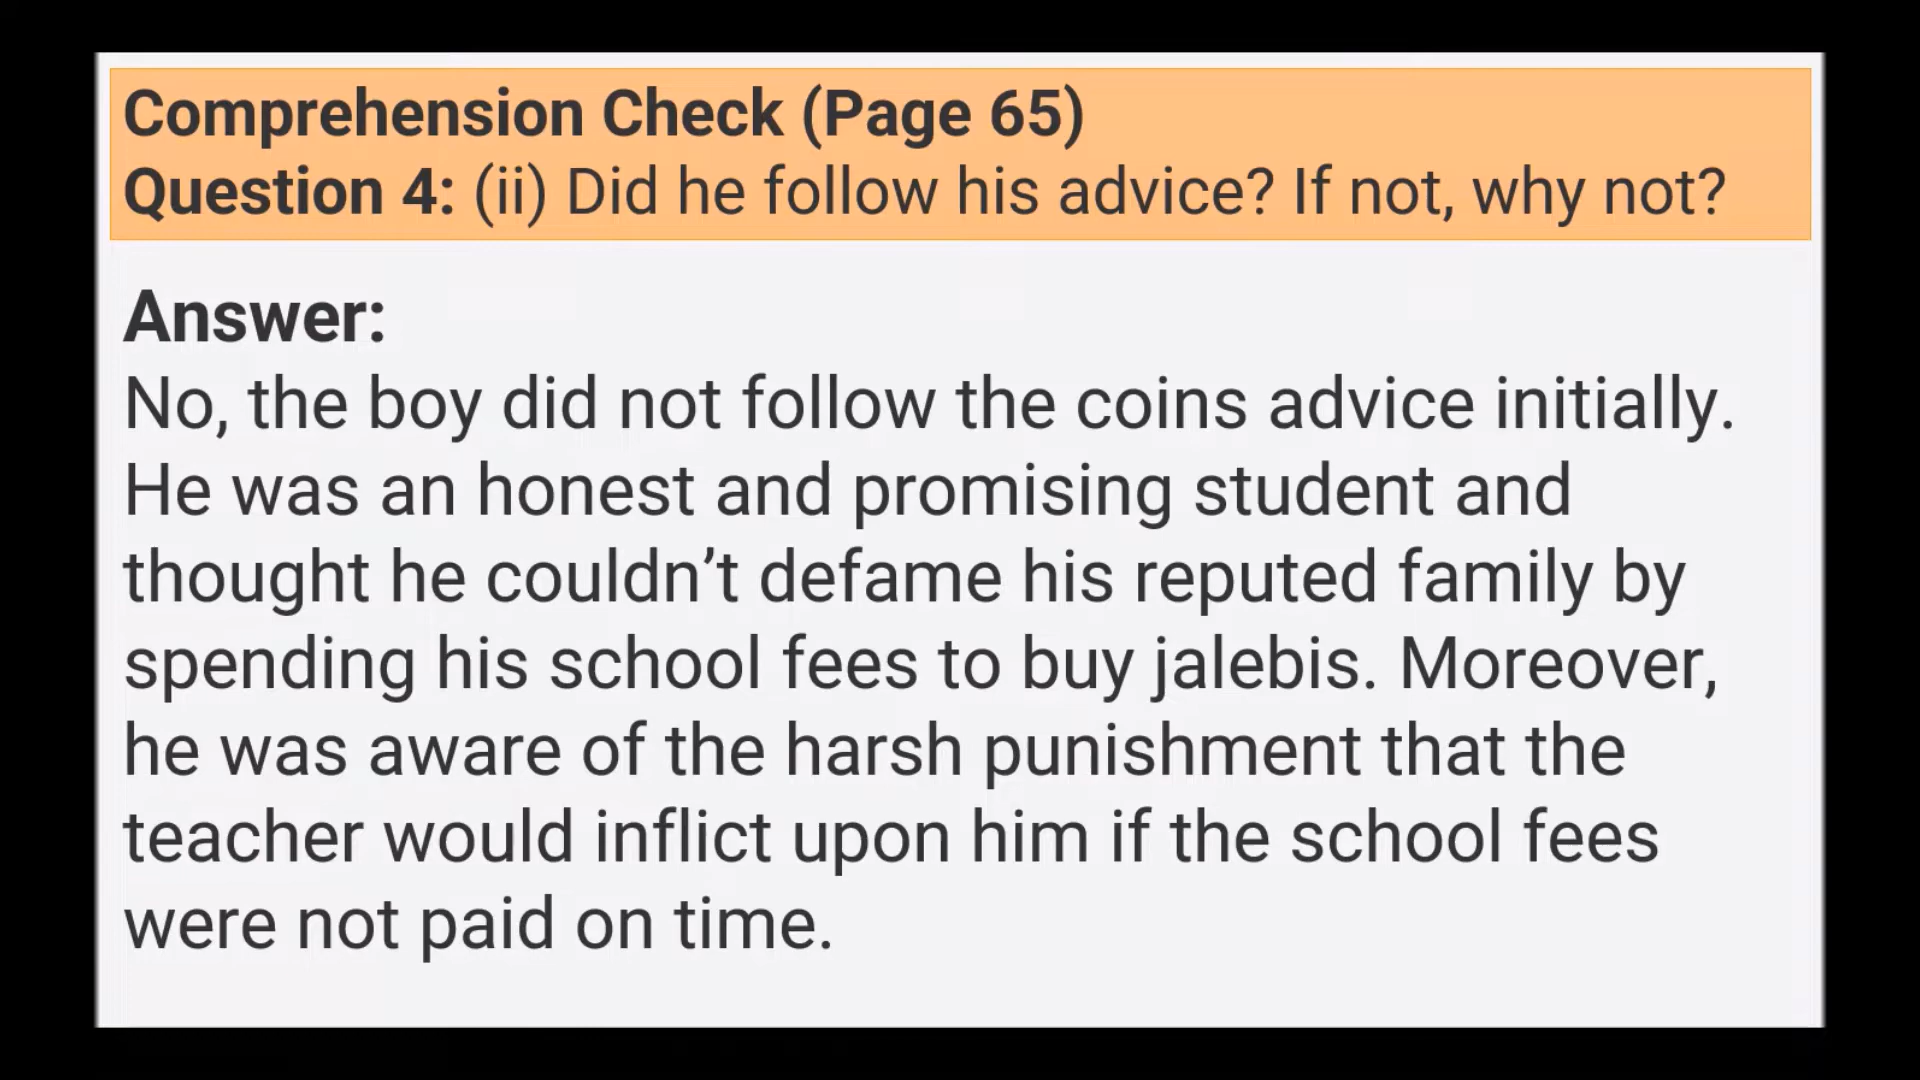 Comprehension Check (Page 65)
Question 4: (ii) Did he follow his advice? If not, why not?
Answer:
No, the boy did not follow the coins advice initially.
He was an honest and promising student and
thought he couldn’t defame his reputed family by
spending his school fees to buy jalebis. Moreover,
he was aware of the harsh punishment that the
teacher would inflict upon him if the school fees
were not paid on time.